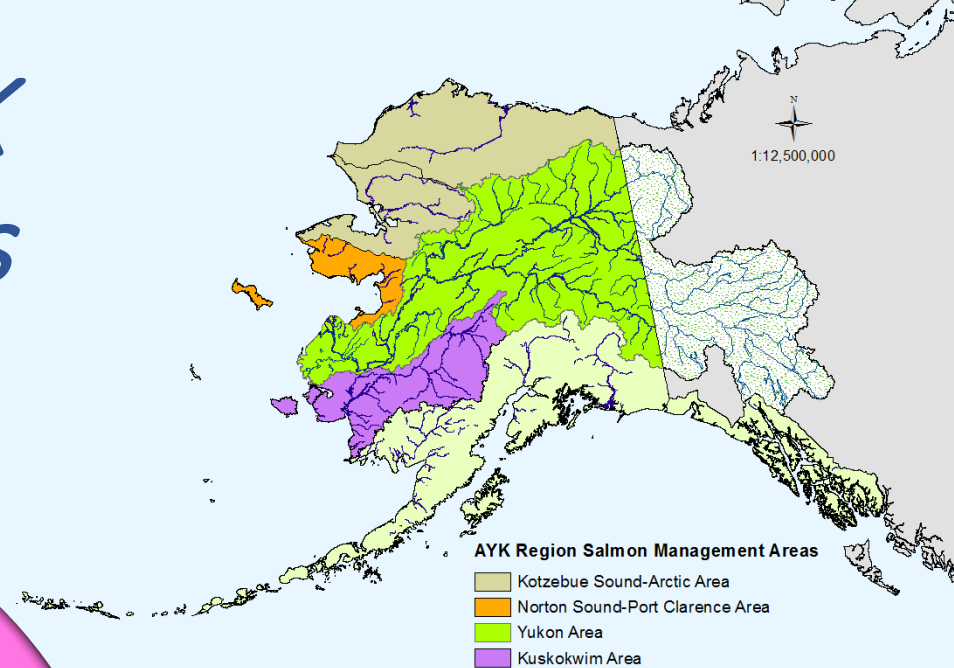 N
1:12,500,000
AYK Region Salmon Management Areas
Kotzebue Sound-Arctic Area
Norton Sound-Port Clarence Area
Yukon Area
Kuskokwim Area